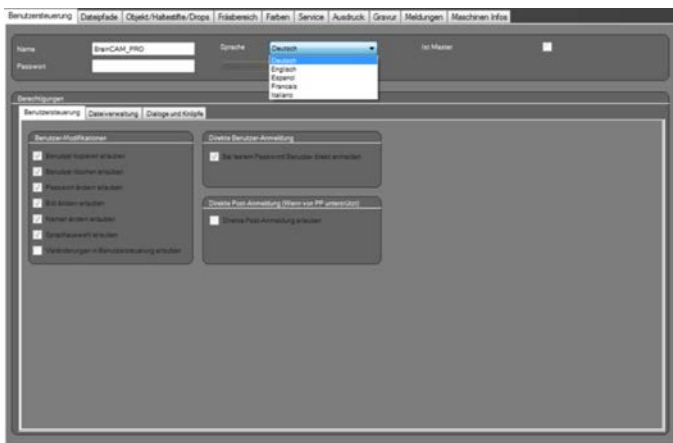 Benutzersteuerung Dateipfade Objekt/Haltestifte/Drops Fräsbereich Farben Service Ausdruck Gravur Meldungen Maschinen Infos
Name BrainCAM_PRO Sprache Deutsch Ist Master
Passwort
Deutsch
Englisch
Espanol
Francais
Italiano
Berechtigungen
Benutzersteuerung Dateiverwaltung Dialoge und Knöpfe
Benutzer-Modifikationen Direkte Benutzer-Anmeldung
Benutzer kopieren erlauben Bei leerem Passwort Benutzer direkt anmelden
Benutzer löschen erlauben
Passwort ändern erlauben
Bild ändern erlauben Direkte Post-Anmeldung (Wenn von PP unterstützt)
Namen ändern erlauben Direkte Post-Anmeldung erlauben
Sprachauswahl erlauben
Veränderungen in Benutzersteuerung erlauben